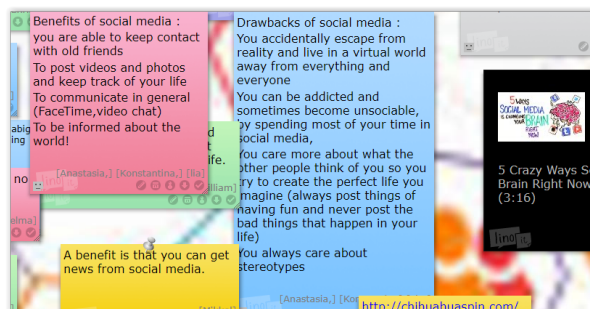 Benefits of social media :
you are able to keep contact
with old friends
To post videos and photos
and keep track of your life
To communicate in general
(FaceTime,video chat)
To be informed about the
world!
[Anastasia,] [Konstantina,] [lia]
Drawbacks of social media :
You accidentally escape from
reality and live in a virtual world
away from everything and
everyone
You can be addicted and
sometimes become unsociable,
by spending most of your time in
social media,
You care more about what the
other people think of you so you
try to create the perfect life you
imagine (always post things of
having fun and never post the
bad things that happen in your
life)
You always care about
stereotypes
[Anastasia,]
life.
no
A benefit is that you can get
news from social media.
5 WAYS
SOCIAL MEDIA
IS CHANGING
YOUR BRAIN
RIGHT
NOW!
5 Crazy Ways S
Brain Right Now
(3:16)
lino it
http://chihuahuaspin.com/